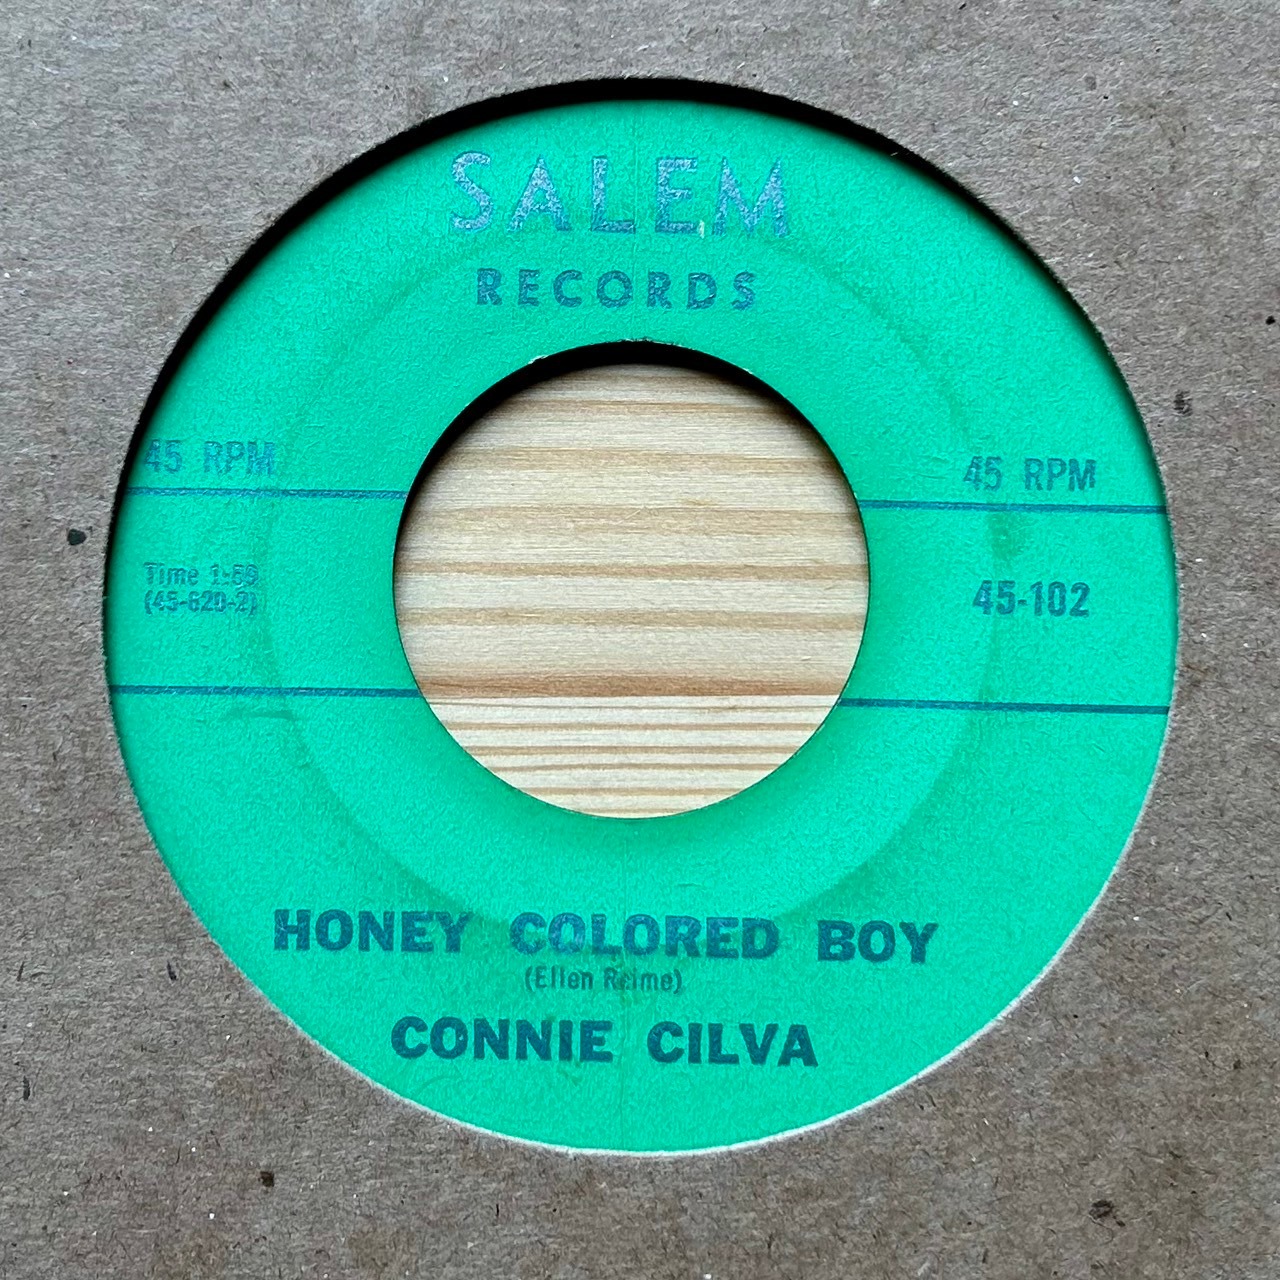 SALEM
RECORDS
45 RPM
45 RPM
Time 1:59
(45-620-2)
45-102
HONEY COLORED BOY
(Ellen Reime)
CONNIE CILVA